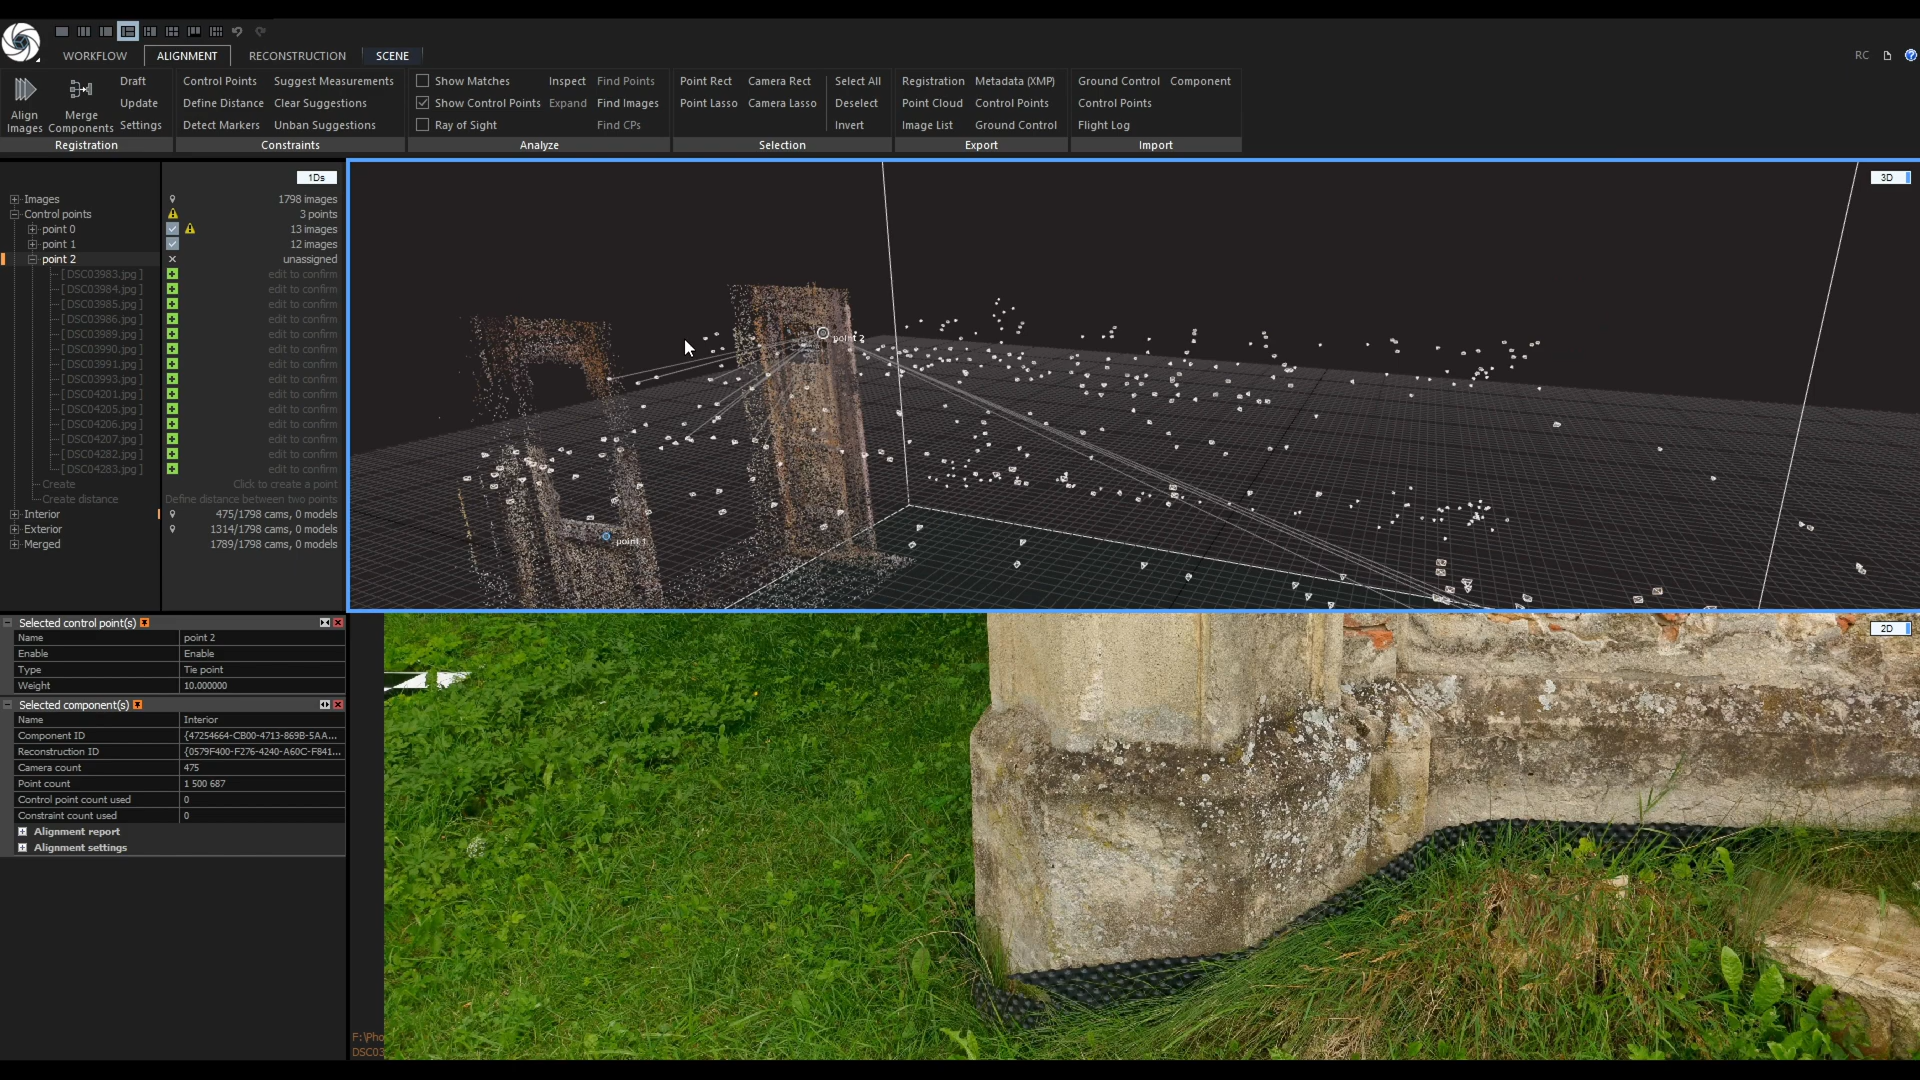 WORKFLOW ALIGNMENT RECONSTRUCTION SCENE RC
Align Images
Merge Components
Draft
Update
Settings
Registration
Control Points Suggest Measurements
Define Distance Clear Suggestions
Detect Markers Unban Suggestions
Constraints
Show Matches Inspect Find Points
Show Control Points Expand Find Images
Ray of Sight Find CPs
Analyze
Point Rect Camera Rect Select All
Point Lasso Camera Lasso Deselect
Invert
Selection
Registration Metadata (XMP)
Point Cloud Control Points
Image List Ground Control
Export
Ground Control Component
Control Points
Flight Log
Import
1Ds
Images 1798 images
Control points 3 points
point 0 13 images
point 1 12 images
point 2 unassigned
[ DSC03983.jpg ] edit to confirm
[ DSC03984.jpg ] edit to confirm
[ DSC03985.jpg ] edit to confirm
[ DSC03986.jpg ] edit to confirm
[ DSC03989.jpg ] edit to confirm
[ DSC03990.jpg ] edit to confirm
[ DSC03991.jpg ] edit to confirm
[ DSC03993.jpg ] edit to confirm
[ DSC04201.jpg ] edit to confirm
[ DSC04205.jpg ] edit to confirm
[ DSC04206.jpg ] edit to confirm
[ DSC04207.jpg ] edit to confirm
[ DSC04282.jpg ] edit to confirm
[ DSC04283.jpg ] edit to confirm
Create Click to create a point
Create distance Define distance between two points
Interior 475/1798 cams, 0 models
Exterior 1314/1798 cams, 0 models
Merged 1789/1798 cams, 0 models
3D
point 2
point 1
Selected control point(s)
Name point 2
Enable Enable
Type Tie point
Weight 10.000000
Selected component(s)
Name Interior
Component ID {47254664-CB00-4713-869B-5AA...
Reconstruction ID {0579F400-F276-4240-A60C-F841...
Camera count 475
Point count 1 500 687
Control point count used 0
Constraint count used 0
Alignment report
Alignment settings
2D
F:\Pho
DSC03